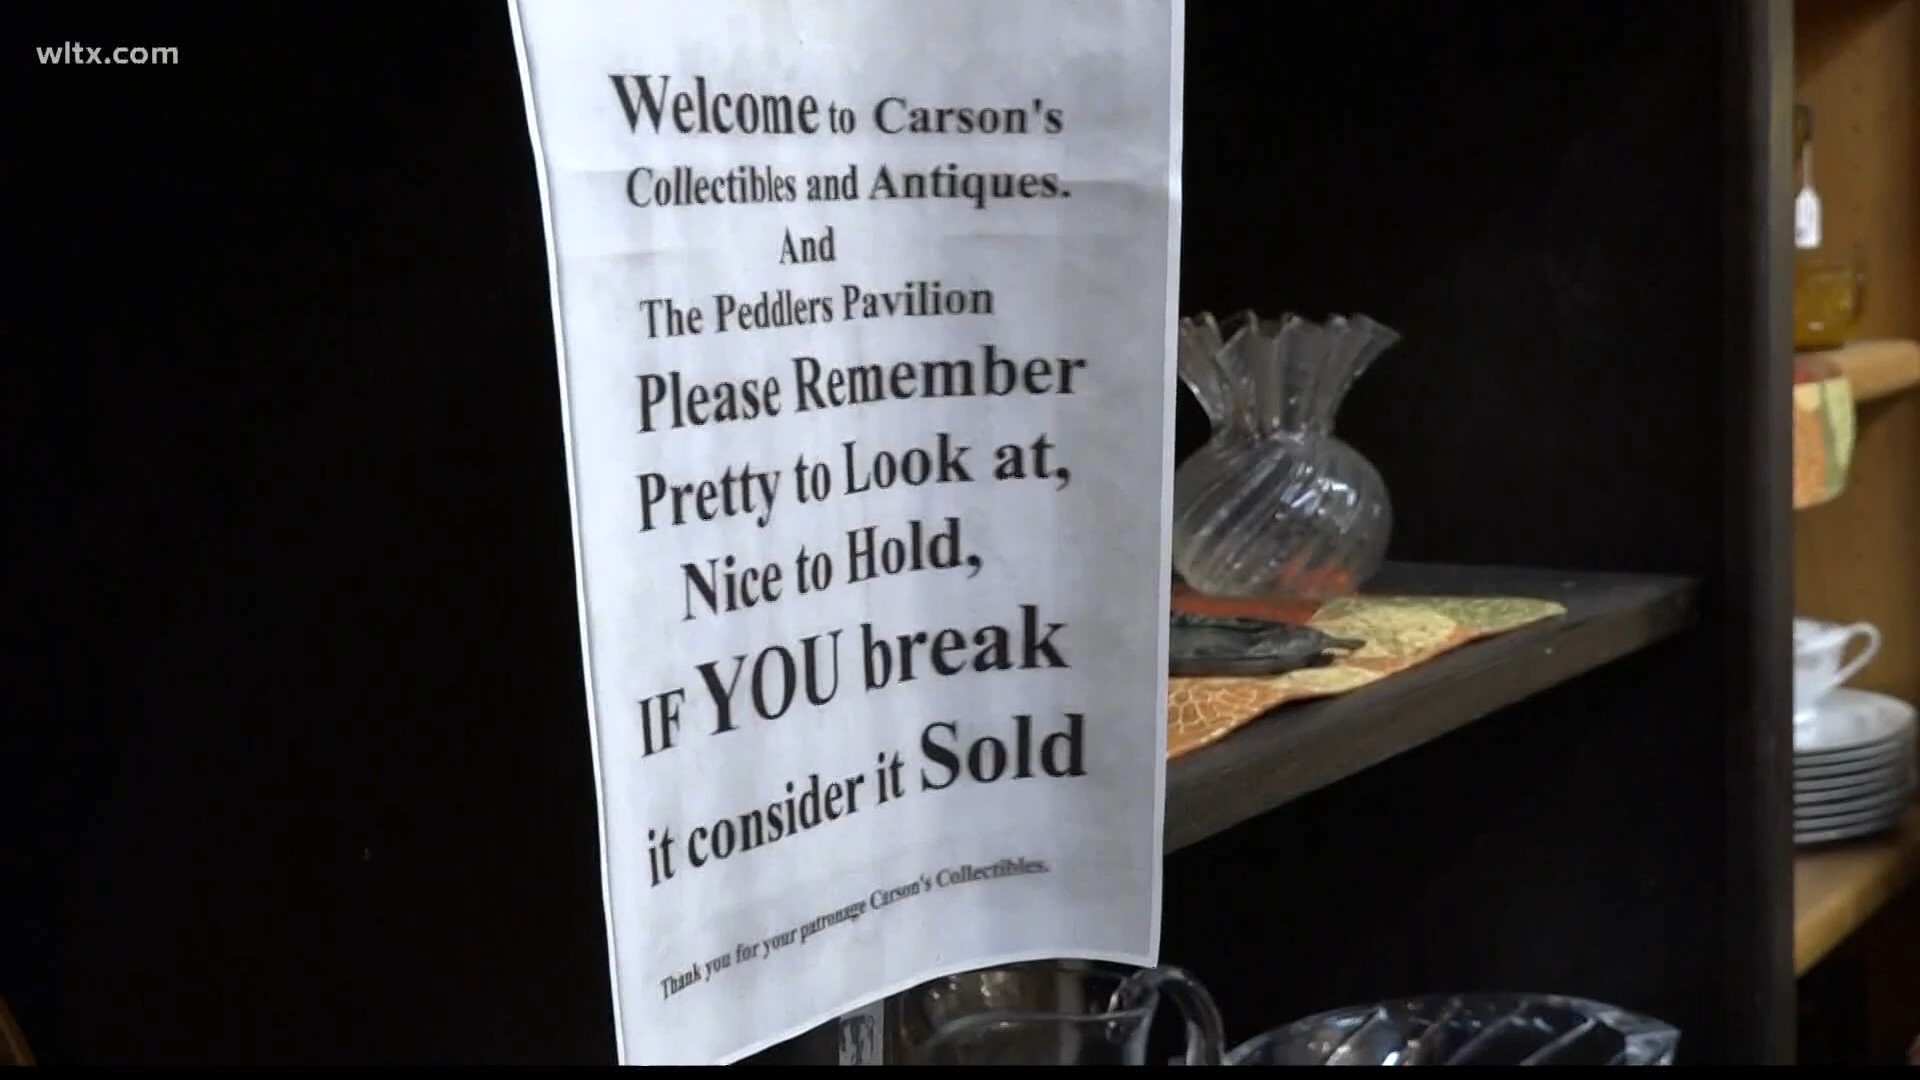 wltx.com
Welcome to Carson's
Collectibles and Antiques.
And
The Peddlers Pavilion
Please Remember
Pretty to Look at,
Nice to Hold,
IF YOU break
it consider it Sold
Thank you for your patronage Carson's Collectibles.